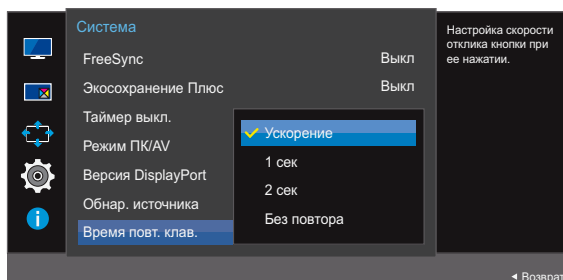 Система
FreeSync Выкл
Экосохранение Плюс Выкл
Таймер выкл.
Режим ПК/AV
Версия DisplayPort
Обнар. источника
Время повт. клав.
Ускорение
1 сек
2 сек
Без повтора
Настройка скорости
отклика кнопки при
ее нажатии.
Возврат